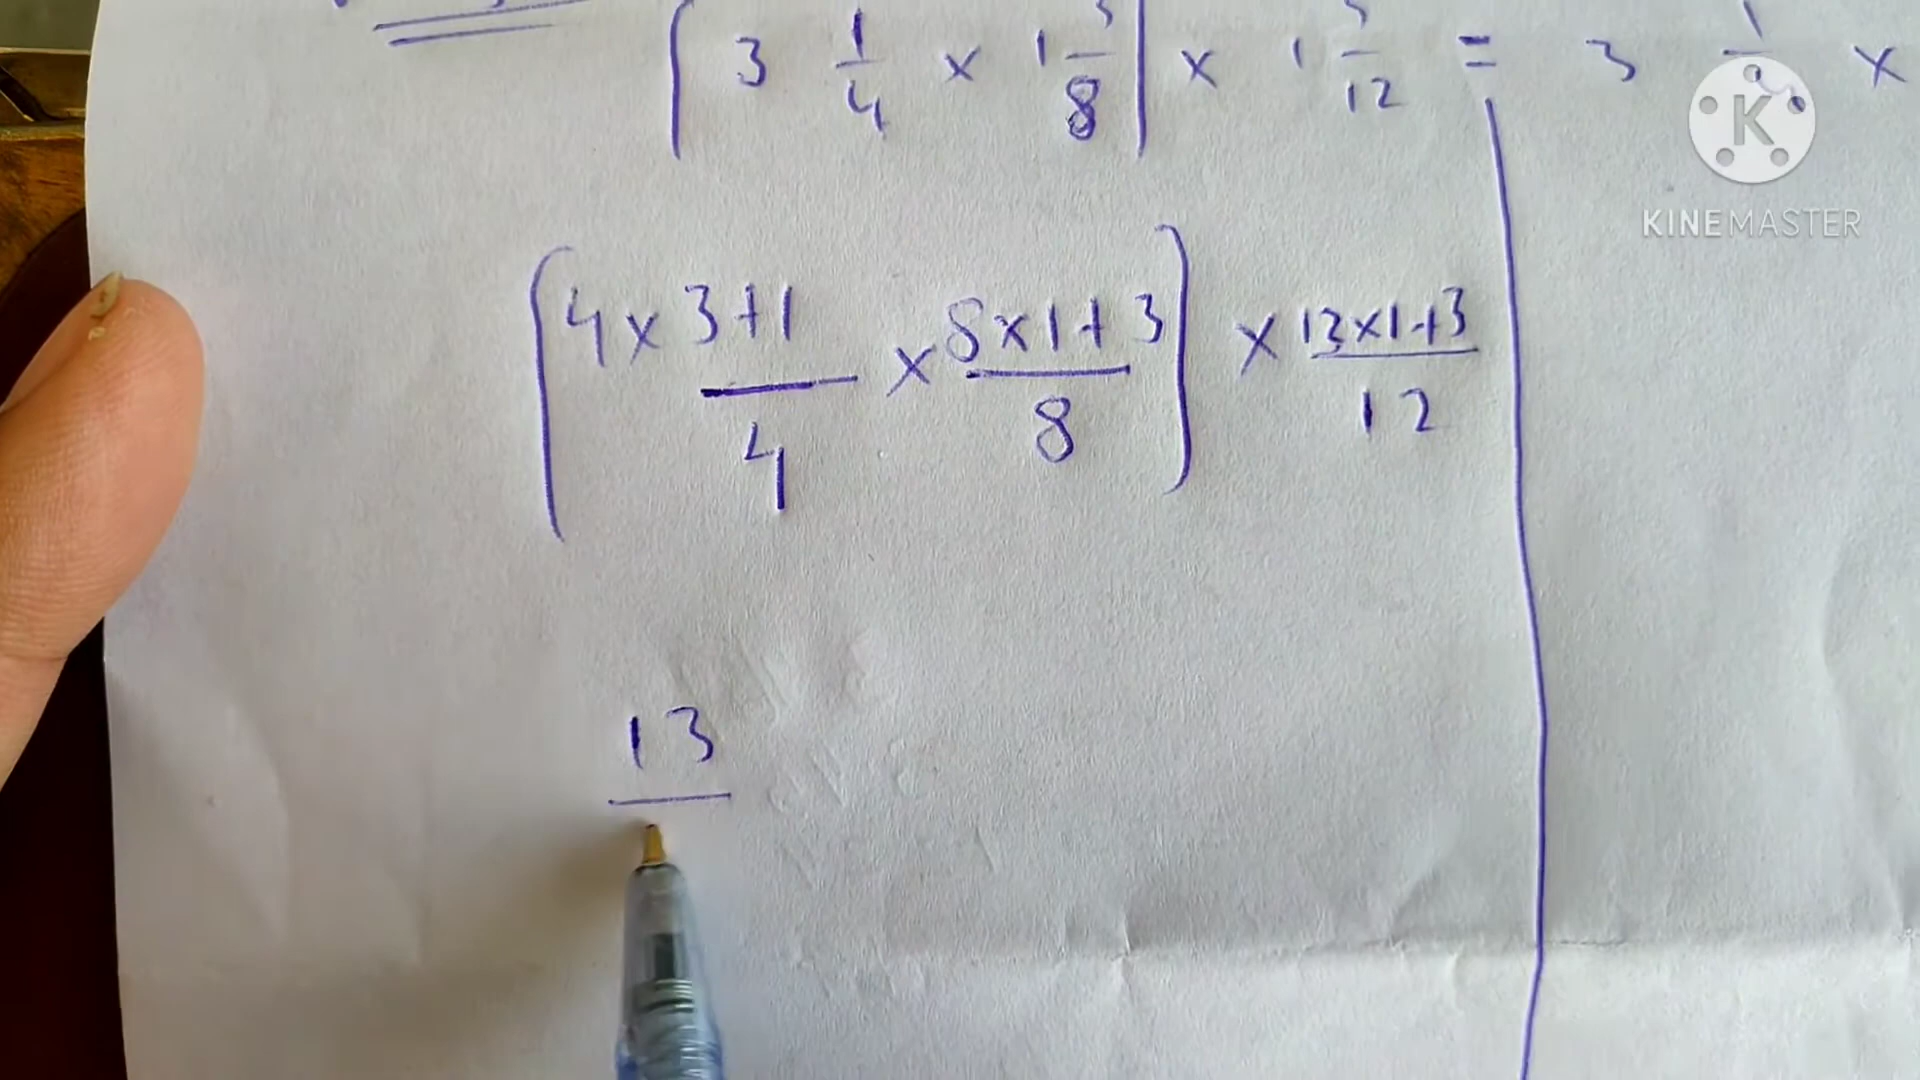 [ 3 1/4 × 1 3/8 ] × 1 3/12 = 3 1/ ×
KINEMASTER
[ 4×3+1/4 × 8×1+3/8 ] × 12×1+3/12
13